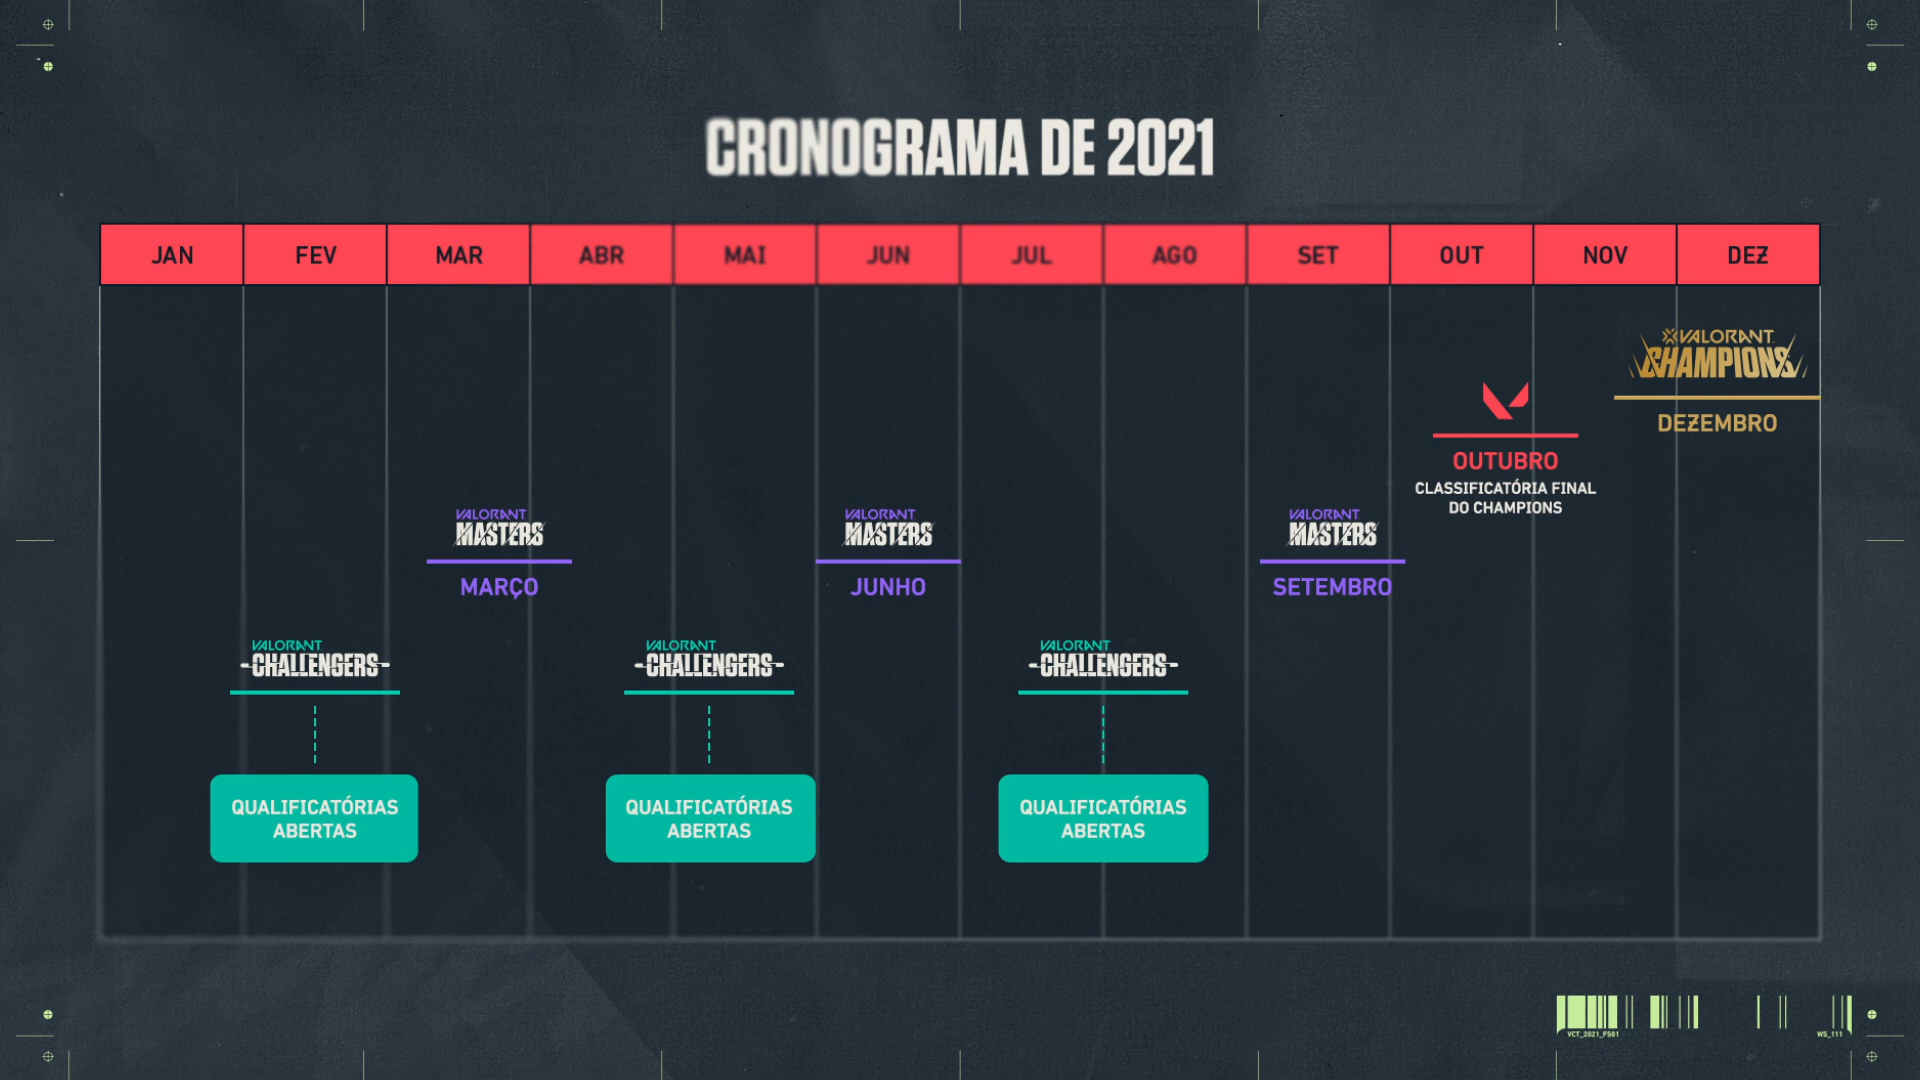 CRONOGRAMA DE 2021
JAN FEV MAR ABR MAI JUN JUL AGO SET OUT NOV DEZ
VALORANT
CHAMPIONS
DEZEMBRO
OUTUBRO
CLASSIFICATÓRIA FINAL
DO CHAMPIONS
VALORANT
MASTERS
MARÇO
VALORANT
MASTERS
JUNHO
VALORANT
MASTERS
SETEMBRO
VALORANT
CHALLENGERS
VALORANT
CHALLENGERS
VALORANT
CHALLENGERS
QUALIFICATÓRIAS
ABERTAS
QUALIFICATÓRIAS
ABERTAS
QUALIFICATÓRIAS
ABERTAS
VCT_2021_FS01 WS_111